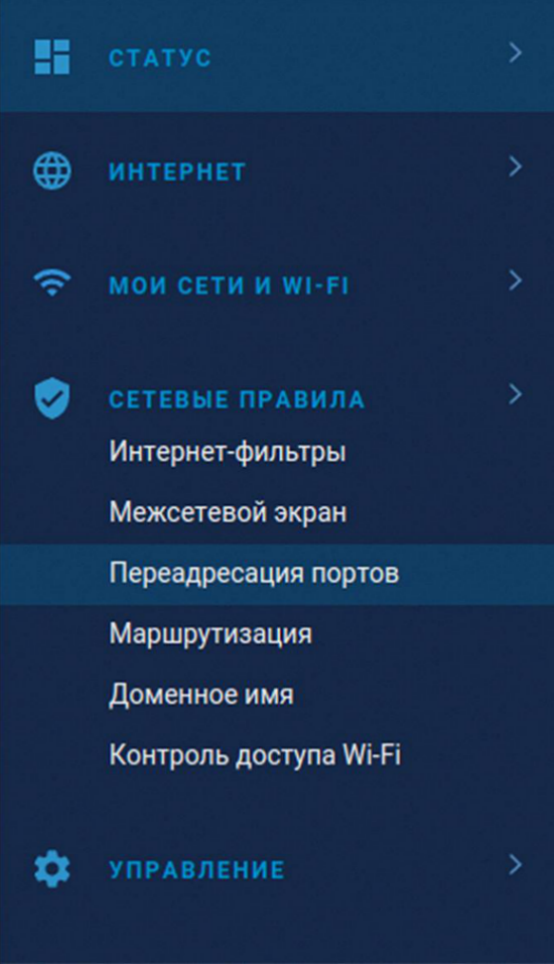 СТАТУС
ИНТЕРНЕТ
МОИ СЕТИ И WI-FI
СЕТЕВЫЕ ПРАВИЛА
Интернет-фильтры
Межсетевой экран
Переадресация портов
Маршрутизация
Доменное имя
Контроль доступа Wi-Fi
УПРАВЛЕНИЕ